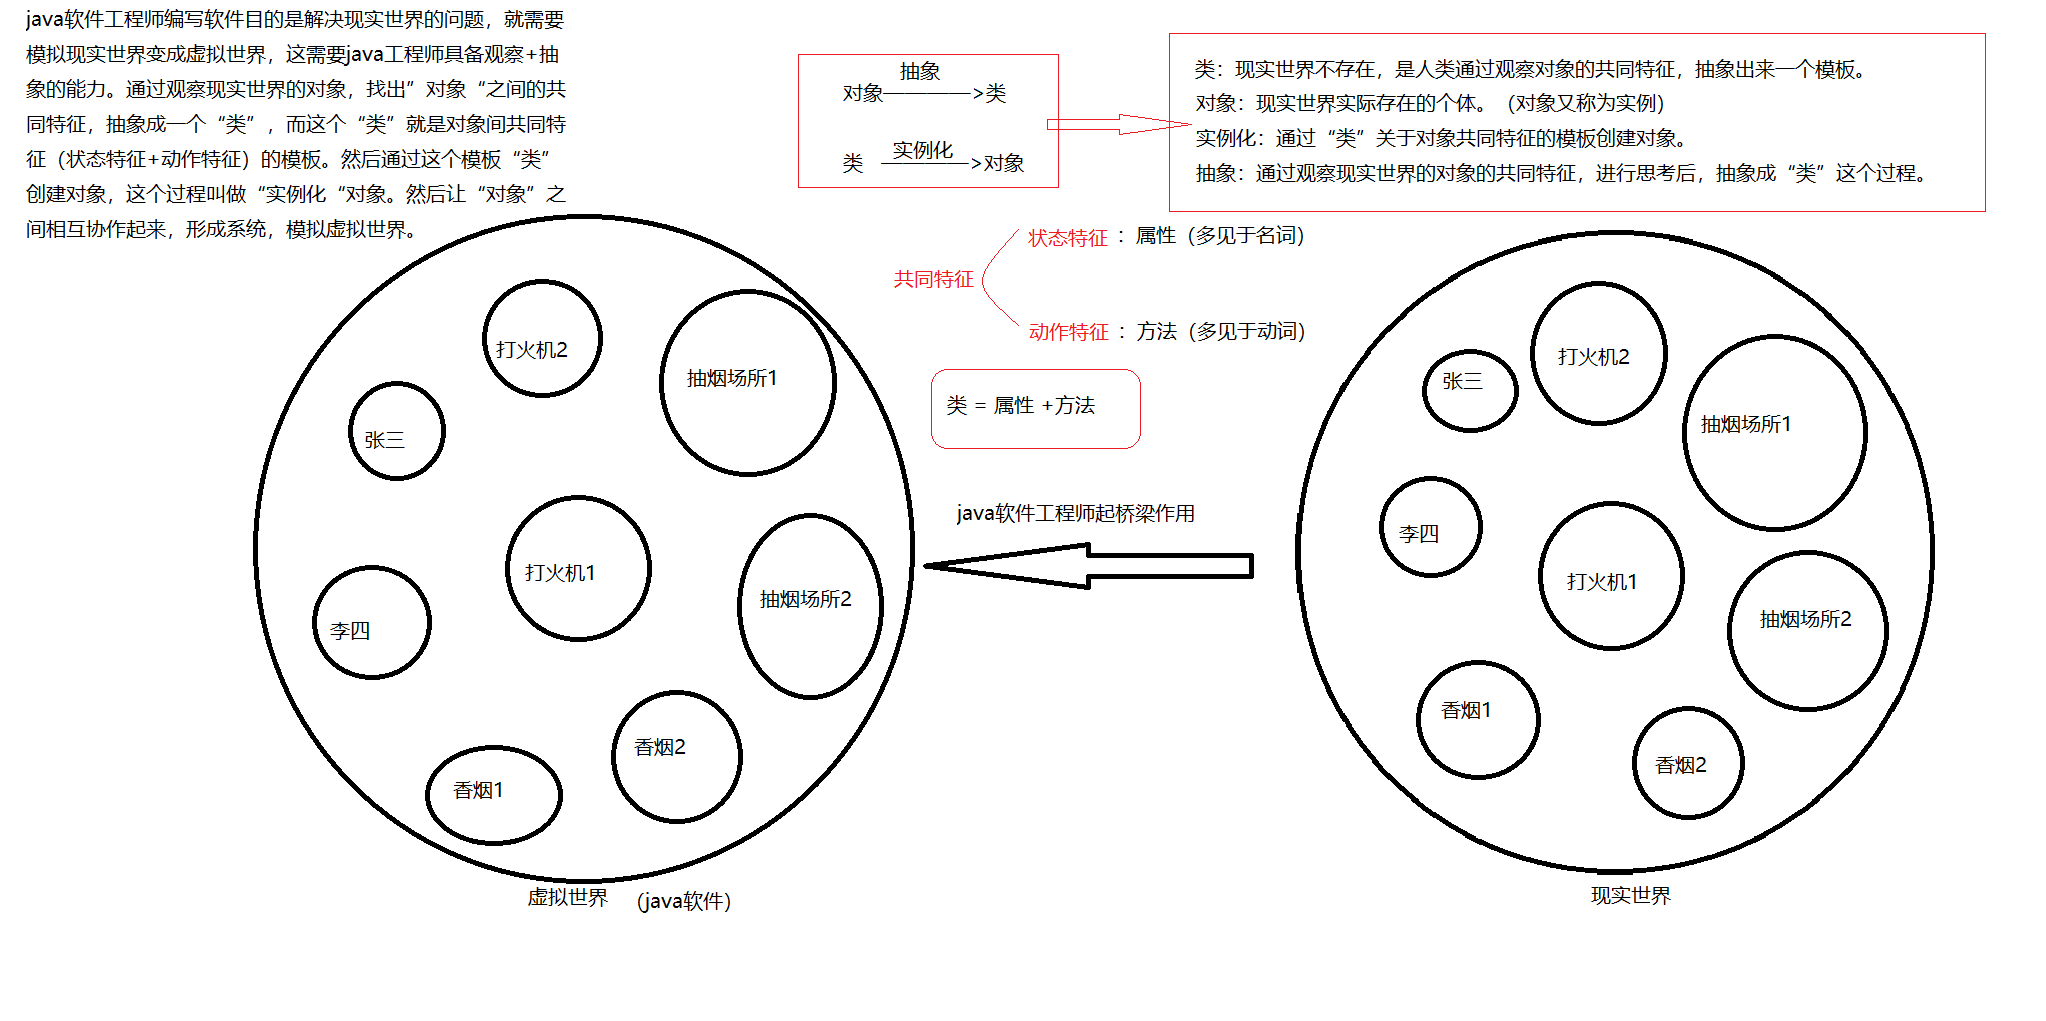 java软件工程师编写软件目的是解决现实世界的问题，就需要
模拟现实世界变成虚拟世界，这需要java工程师具备观察+抽
象的能力。通过观察现实世界的对象，找出”对象“之间的共
同特征，抽象成一个“类”，而这个“类”就是对象间共同特
征（状态特征+动作特征）的模板。然后通过这个模板“类”
创建对象，这个过程叫做“实例化“对象。然后让“对象”之
间相互协作起来，形成系统，模拟虚拟世界。
抽象
对象—————>类
实例化
类 —————>对象
类：现实世界不存在，是人类通过观察对象的共同特征，抽象出来一个模板。
对象：现实世界实际存在的个体。（对象又称为实例）
实例化：通过“类”关于对象共同特征的模板创建对象。
抽象：通过观察现实世界的对象的共同特征，进行思考后，抽象成“类”这个过程。
共同特征
状态特征：属性（多见于名词）
动作特征：方法（多见于动词）
类 = 属性 +方法
java软件工程师起桥梁作用
打火机2
抽烟场所1
张三
打火机1
抽烟场所2
李四
香烟2
香烟1
虚拟世界 （java软件）
打火机2
张三
抽烟场所1
李四
打火机1
抽烟场所2
香烟1
香烟2
现实世界